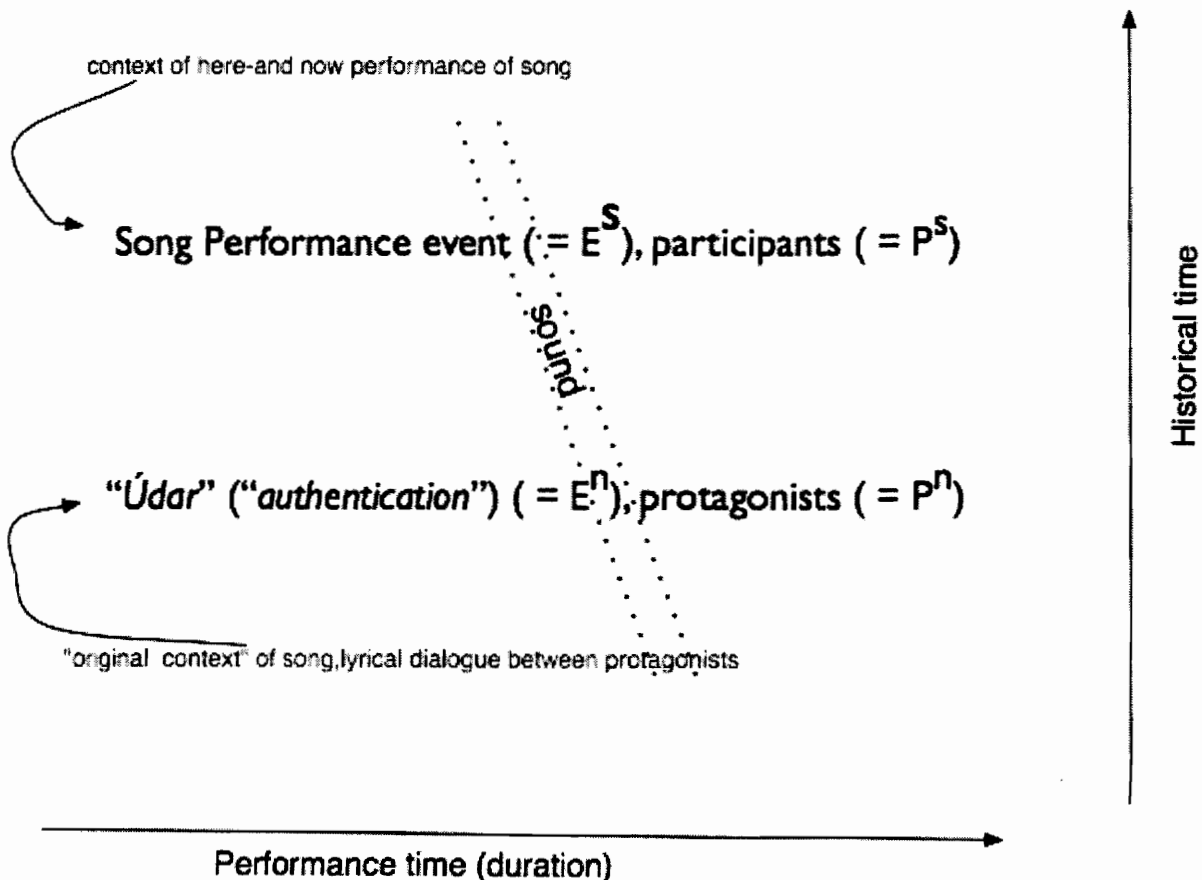 context of here-and now performance of song
Song Performance event ( = E^s), participants ( = P^s)
sound
"Údar" ("authentication") ( = E^n), protagonists ( = P^n)
"original context" of song,lyrical dialogue between protagonists
Performance time (duration)
Historical time